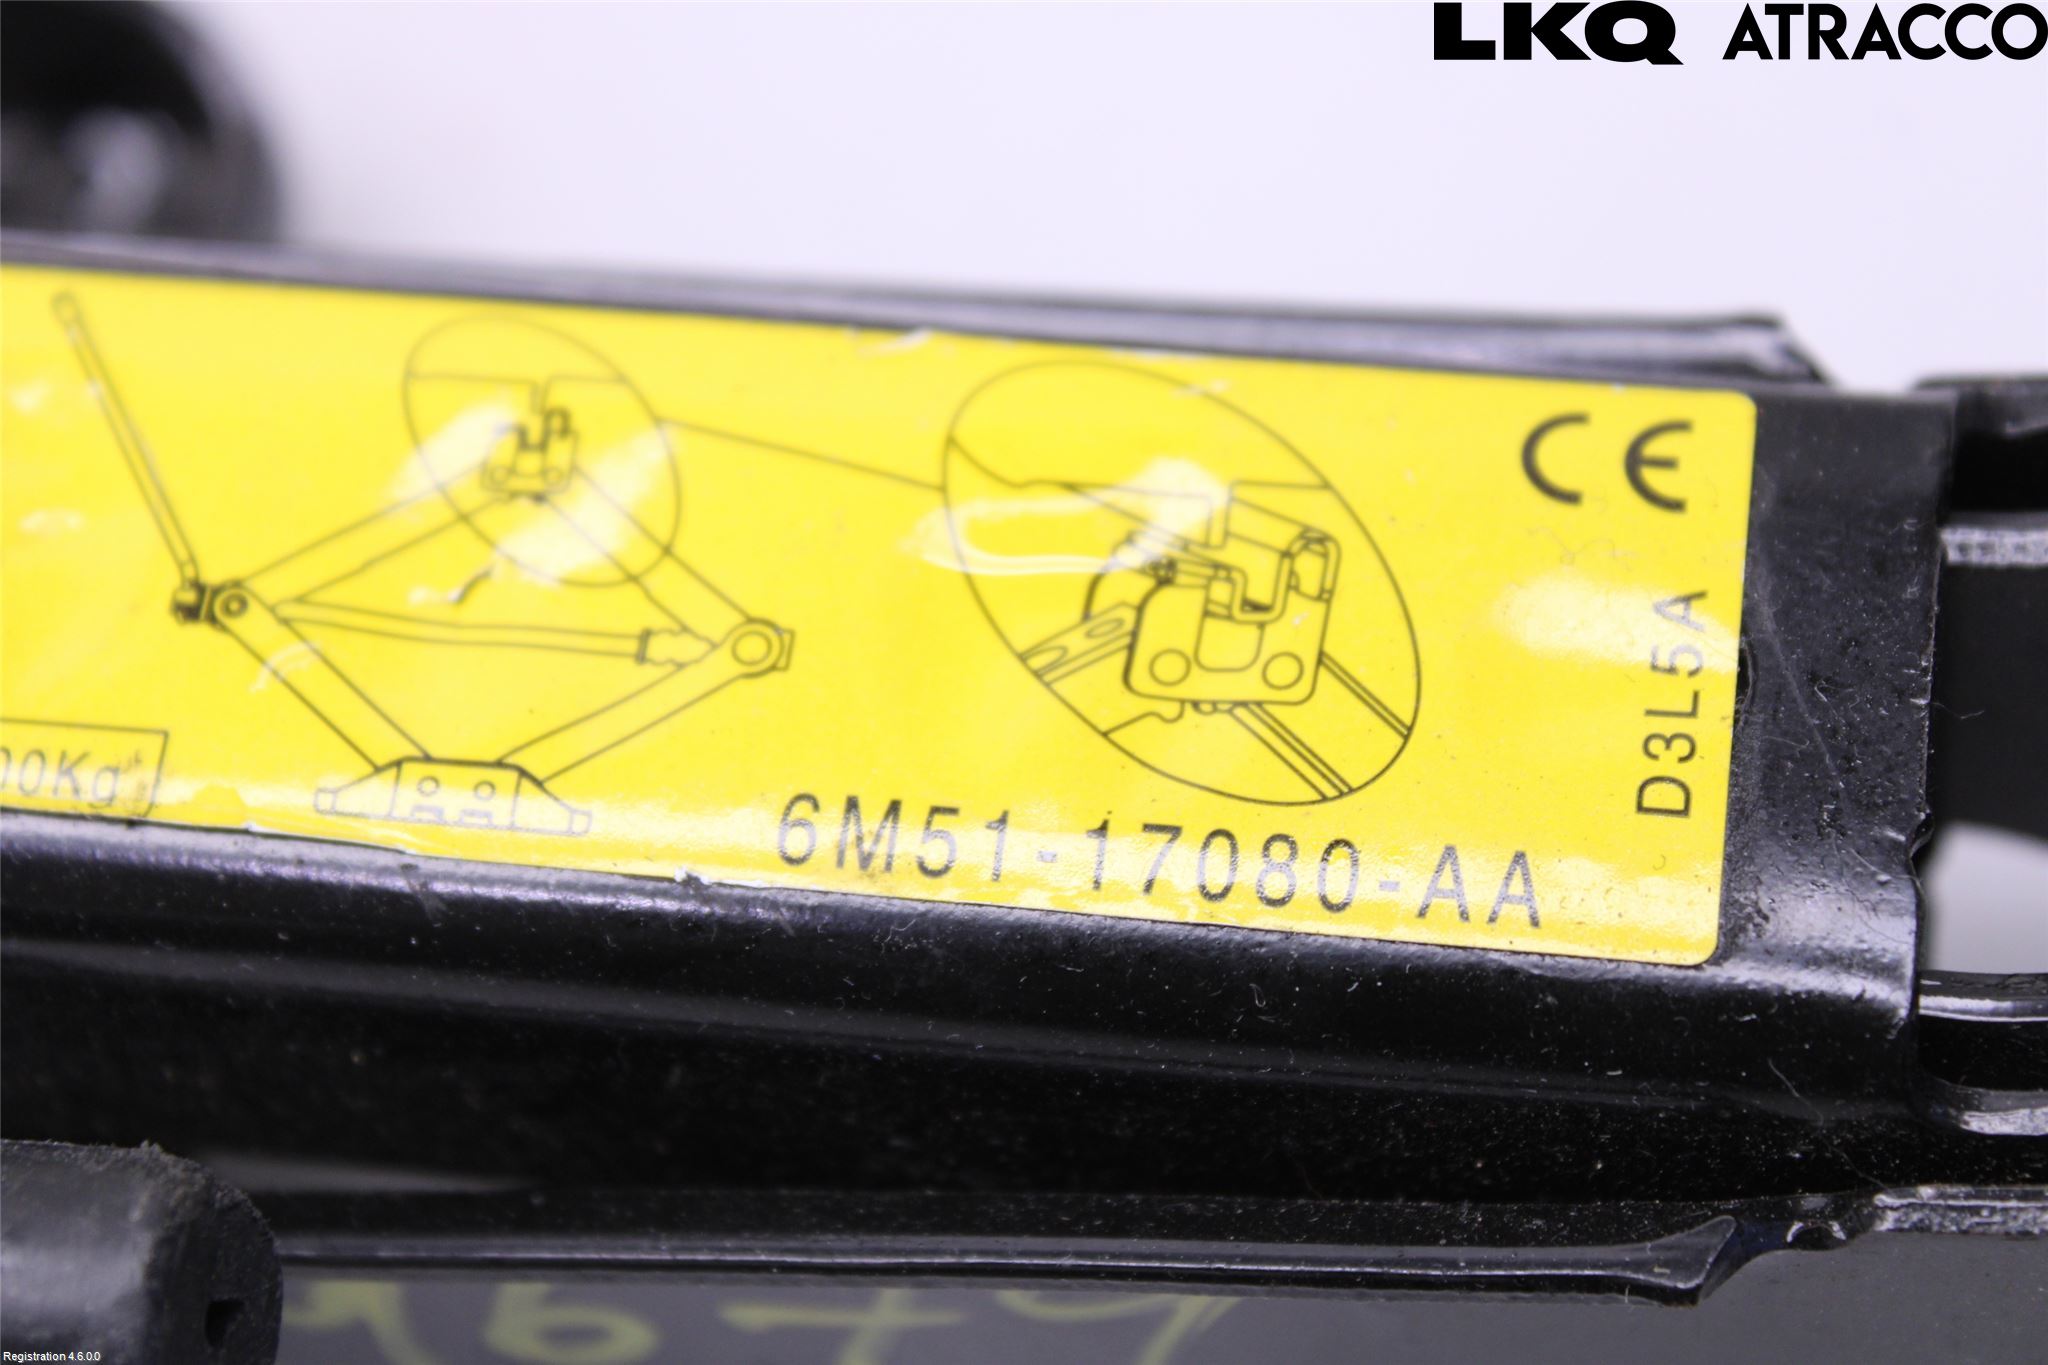 LKQ ATRACCO
CE
D3L5A
00Kg
6M51-17080-AA
Registration 4.6.0.0